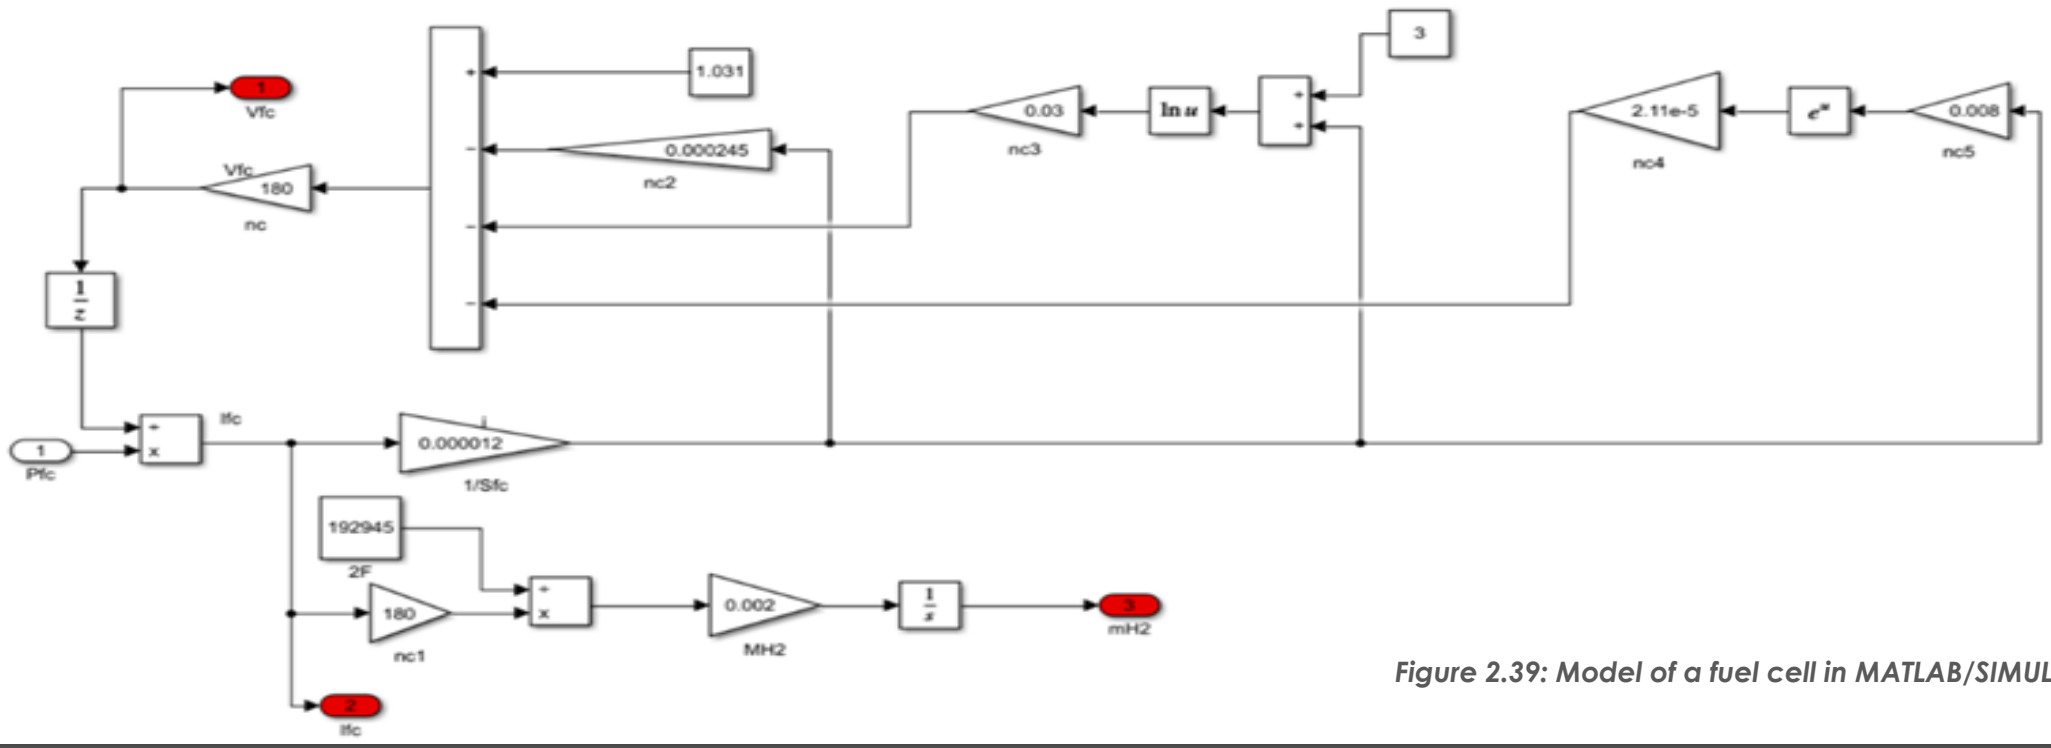 3
1.031
+
1
Vfc
0.03
ln u
+
+
2.11e-5
e^u
0.008
nc3
nc4
nc5
−
0.000245
nc2
Vfc
180
nc
−
−
1
z
Ifc
÷
×
1
Pfc
i
0.000012
1/Sfc
192945
2F
÷
×
180
nc1
0.002
MH2
1
s
3
mH2
2
Ifc
Figure 2.39: Model of a fuel cell in MATLAB/SIMUL